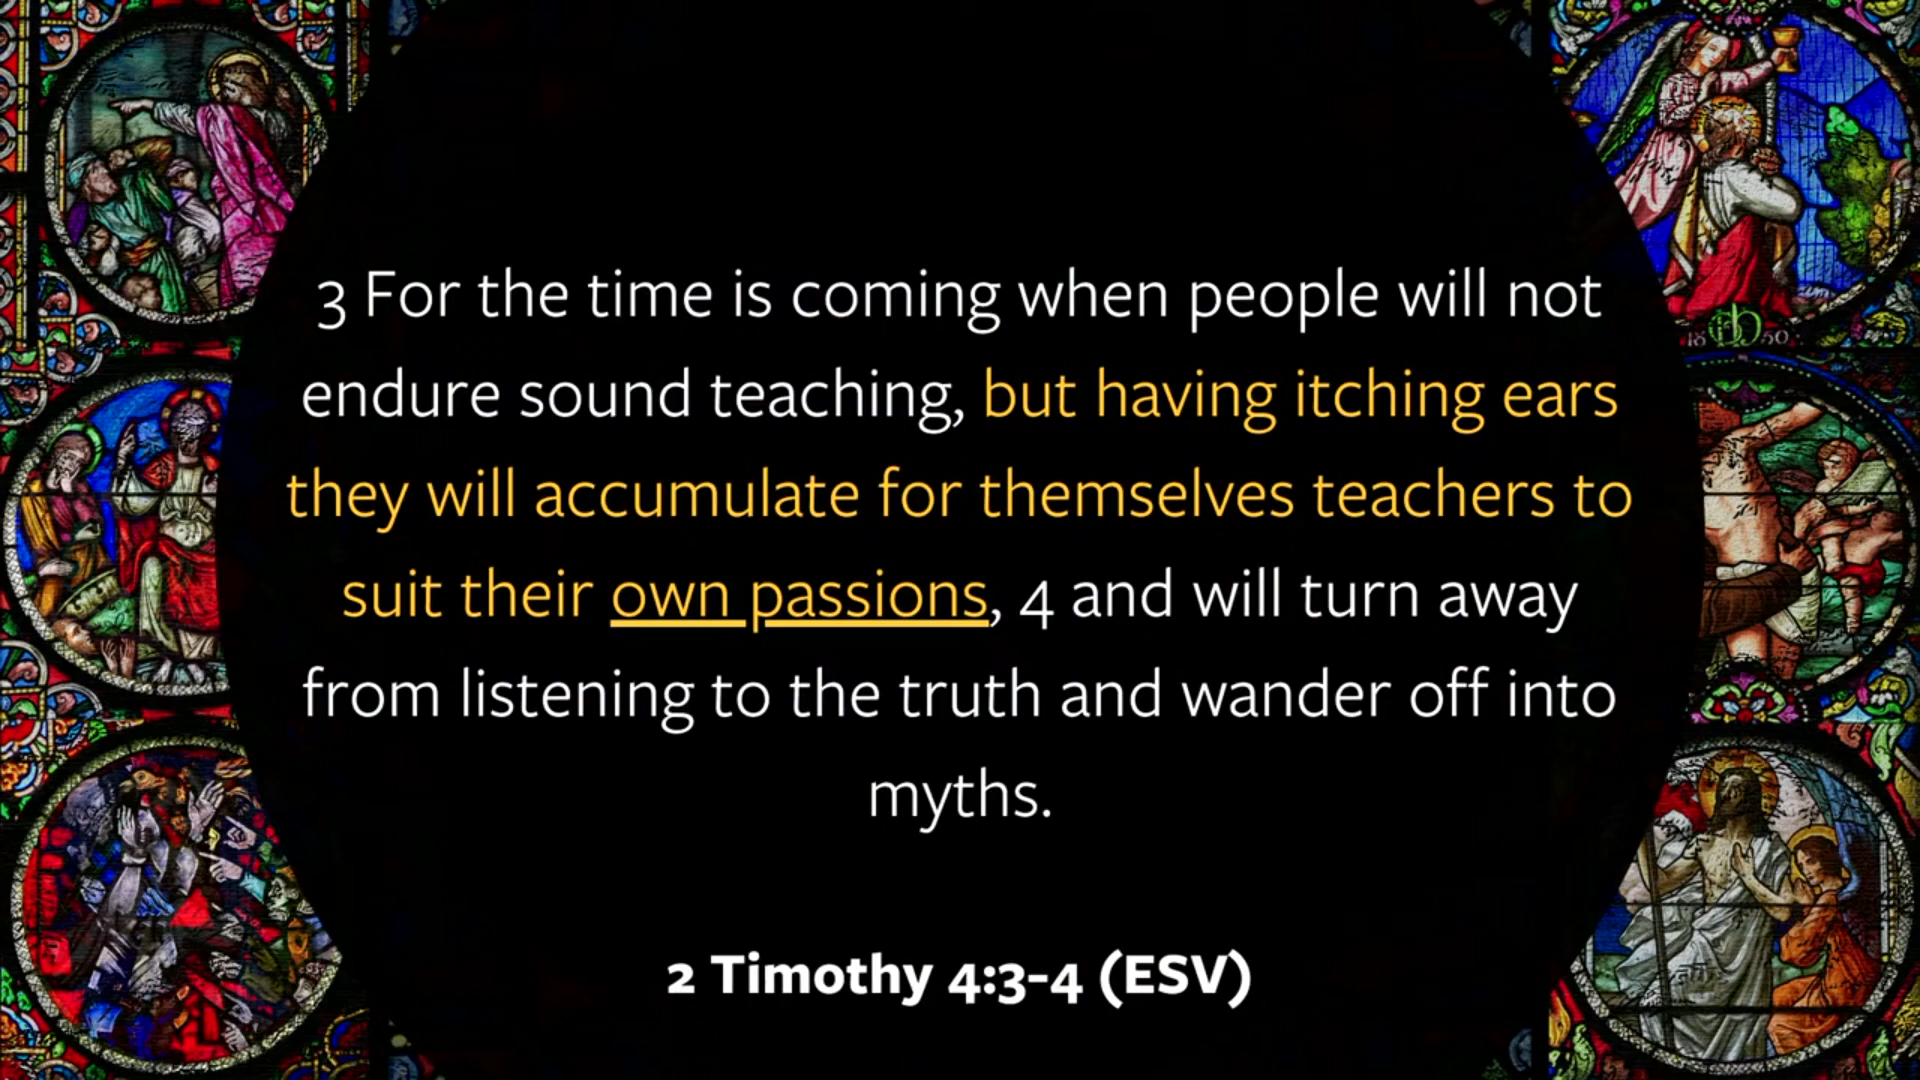 3 For the time is coming when people will not
endure sound teaching, but having itching ears
they will accumulate for themselves teachers to
suit their own passions, 4 and will turn away
from listening to the truth and wander off into
myths.
2 Timothy 4:3-4 (ESV)